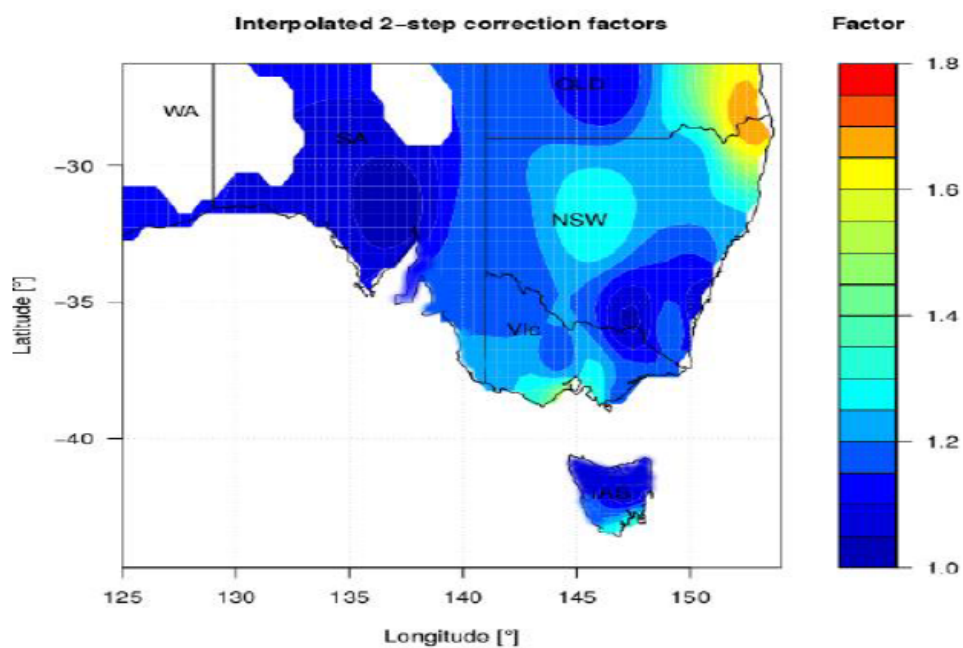 Interpolated 2-step correction factors
Factor
WA
SA
QLD
NSW
Vic
TAS
-30
-35
-40
Latitude [°]
125
130
135
140
145
150
Longitude [°]
1.8
1.6
1.4
1.2
1.0